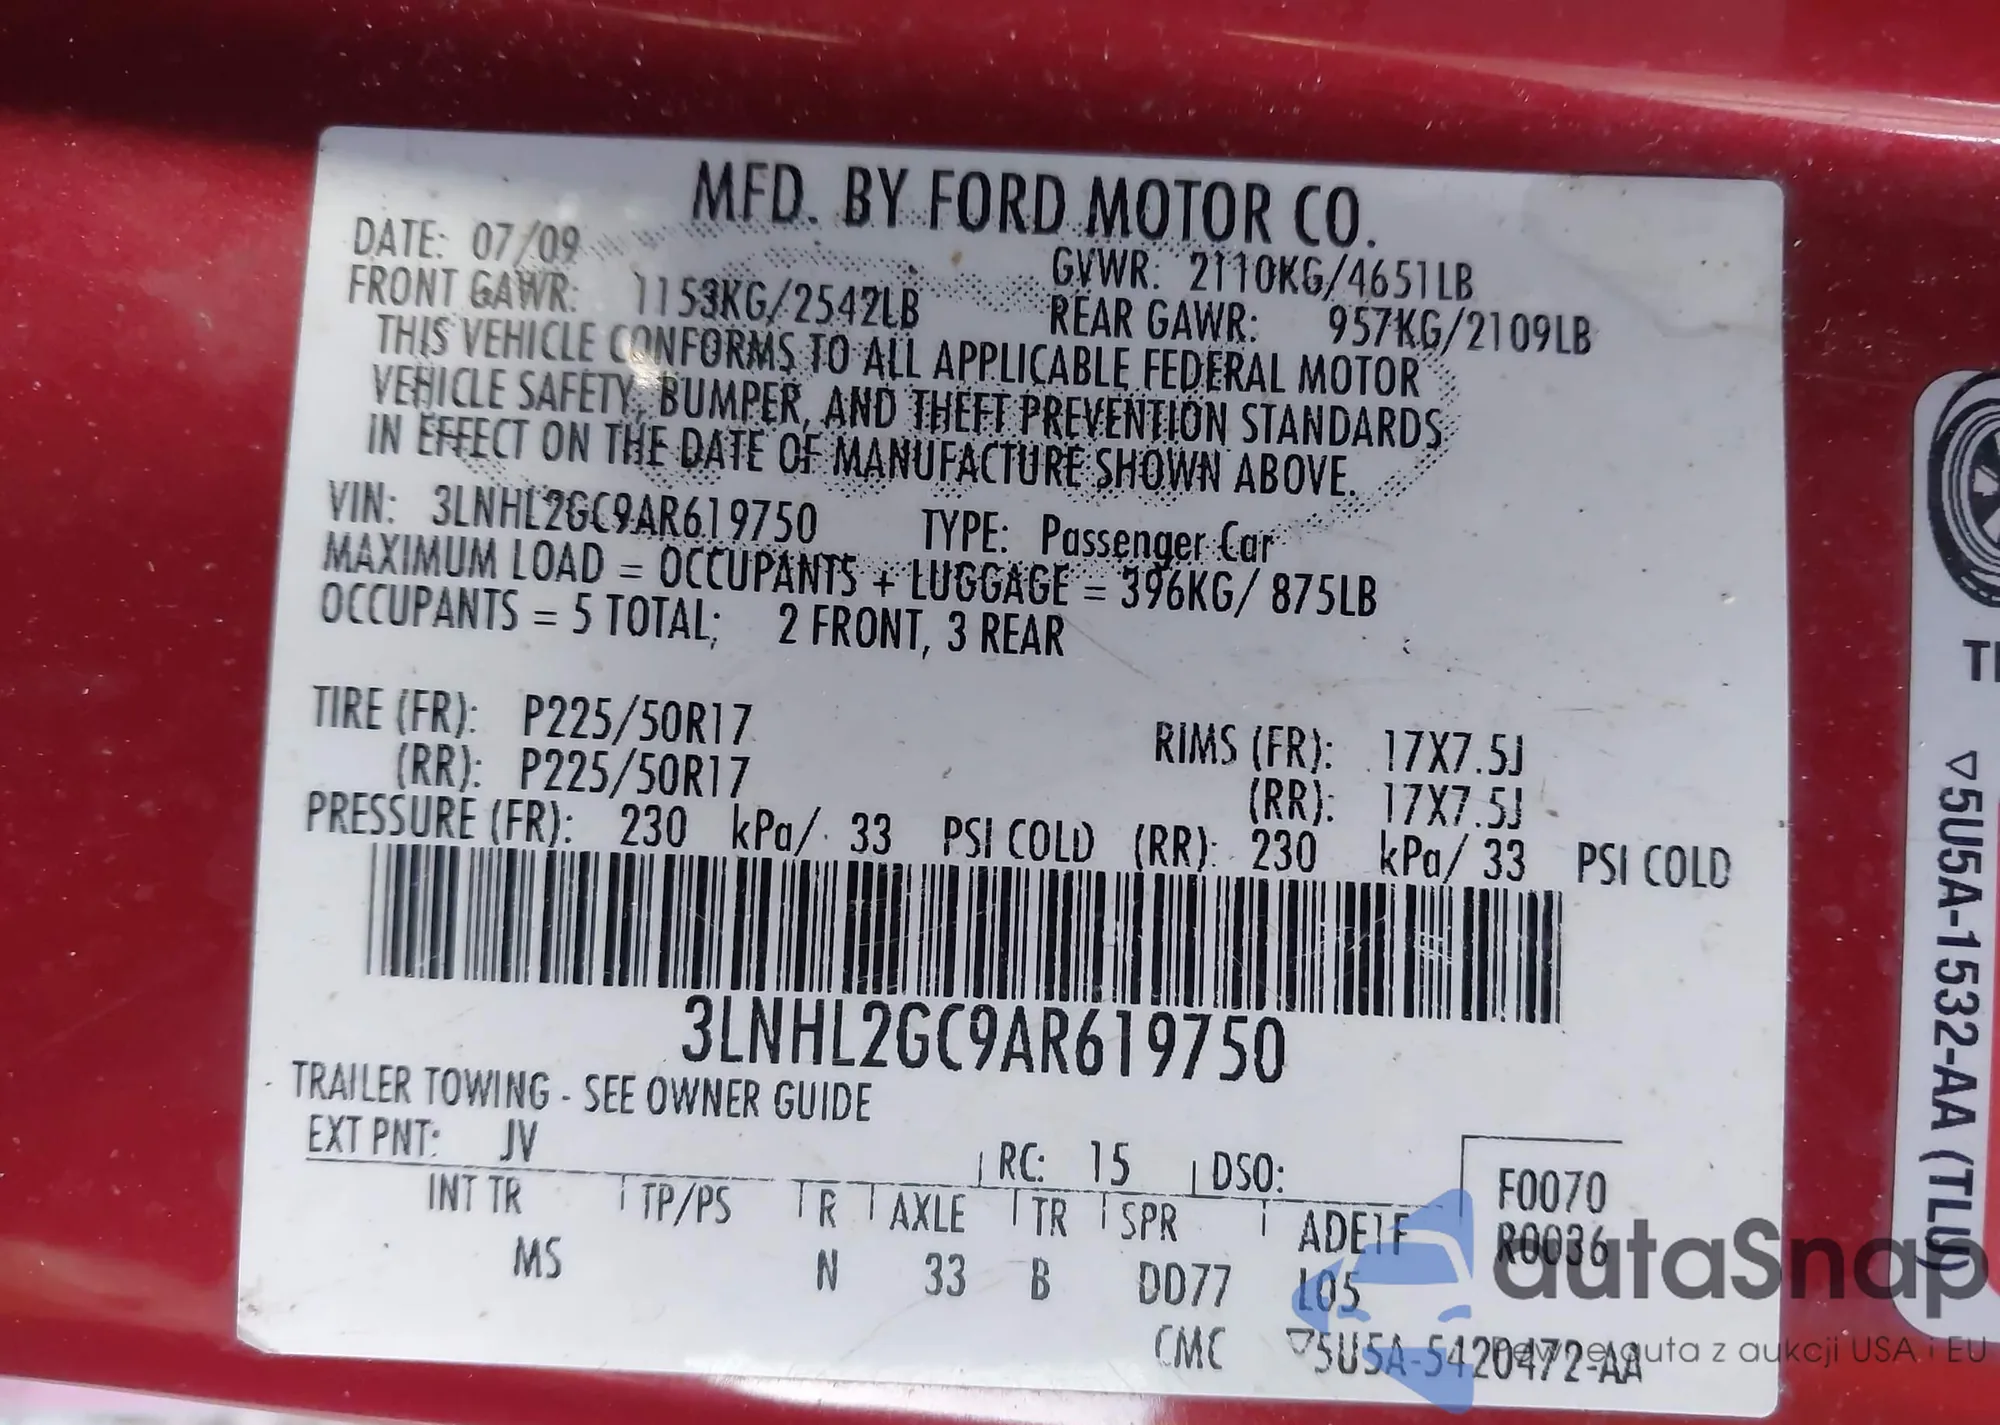 MFD. BY FORD MOTOR CO.
DATE: 07/09 GVWR: 2110KG/4651LB
FRONT GAWR: 1153KG/2542LB REAR GAWR: 957KG/2109LB
THIS VEHICLE CONFORMS TO ALL APPLICABLE FEDERAL MOTOR
VEHICLE SAFETY, BUMPER, AND THEFT PREVENTION STANDARDS
IN EFFECT ON THE DATE OF MANUFACTURE SHOWN ABOVE.
VIN: 3LNHL2GC9AR619750 TYPE: Passenger Car
MAXIMUM LOAD = OCCUPANTS + LUGGAGE = 396KG/ 875LB
OCCUPANTS = 5 TOTAL; 2 FRONT, 3 REAR
TIRE (FR): P225/50R17 RIMS (FR): 17X7.5J
(RR): P225/50R17 (RR): 17X7.5J
PRESSURE (FR): 230 kPa/ 33 PSI COLD (RR): 230 kPa/ 33 PSI COLD
3LNHL2GC9AR619750
TRAILER TOWING - SEE OWNER GUIDE
EXT PNT: JV RC: 15 DSO:
INT TR TP/PS R AXLE TR SPR ADE1F
MS N 33 B DD77 L05
F0070
R0036
CMC ▽5U5A-5420472-AA
▽5U5A-1532-AA (TLU)
autaSnap
Pewne auta z aukcji USA i EU